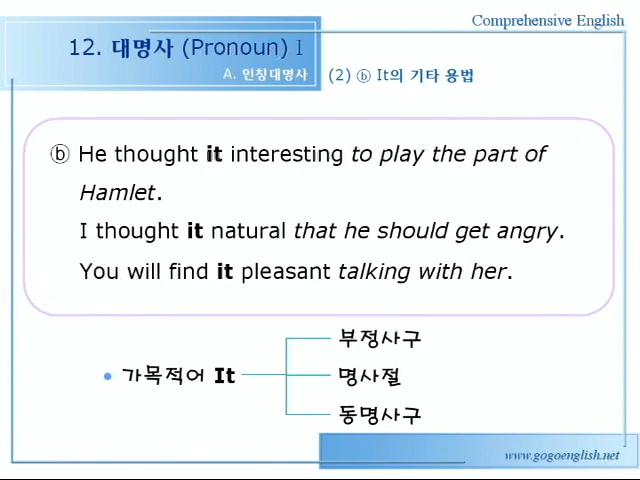 Comprehensive English
12. 대명사 (Pronoun) I
A. 인칭대명사
(2) ⓑ It의 기타 용법
ⓑ He thought it interesting to play the part of
Hamlet.
I thought it natural that he should get angry.
You will find it pleasant talking with her.
부정사구
• 가목적어 It
명사절
동명사구
www.gogoenglish.net